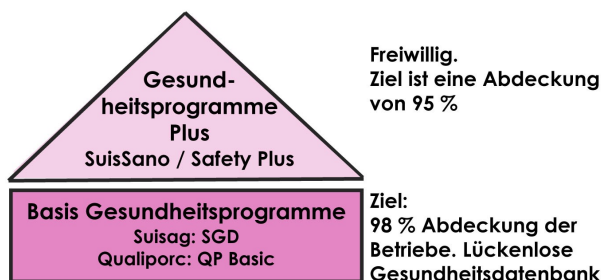 Gesund-
heitsprogramme
Plus
SuisSano / Safety Plus
Freiwillig.
Ziel ist eine Abdeckung
von 95 %
Basis Gesundheitsprogramme
Suisag: SGD
Qualiporc: QP Basic
Ziel:
98 % Abdeckung der
Betriebe. Lückenlose
Gesundheitsdatenbank